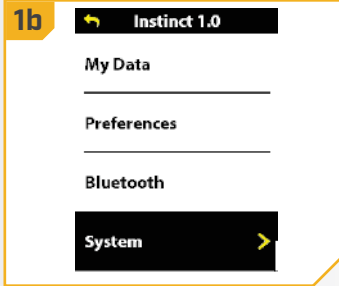 1b
Instinct 1.0
My Data
Preferences
Bluetooth
System